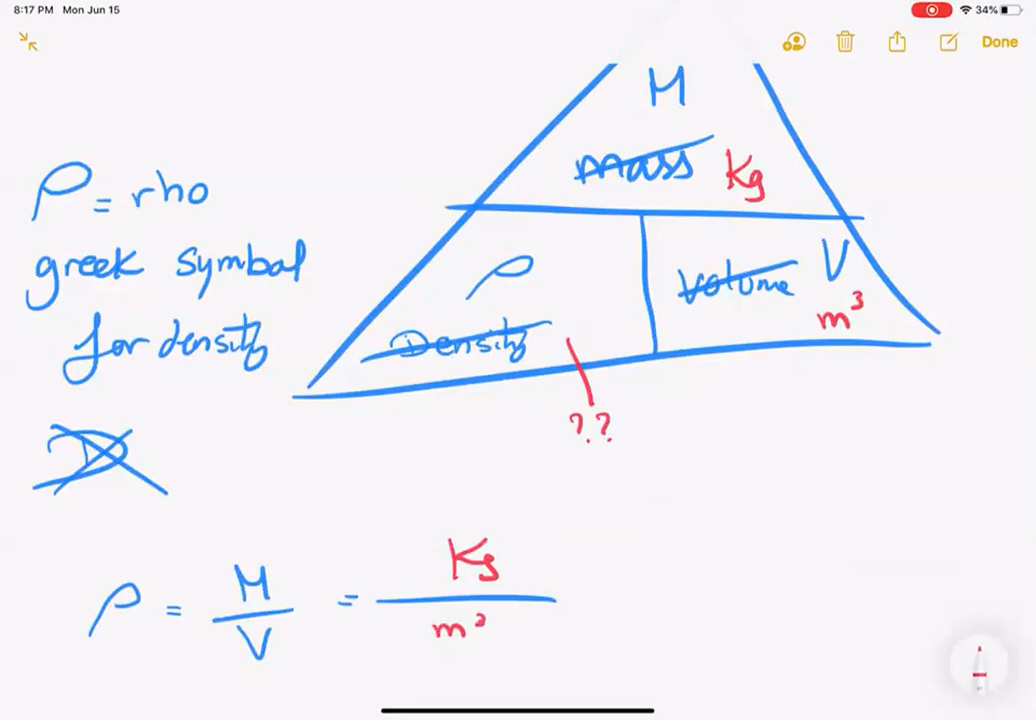 8:17 PM Mon Jun 15
34%
Done
M
mass Kg
ρ = rho
greek symbol
for density
ρ
Density
Volume V
m³
??
D
ρ = M/V = Kg/m²